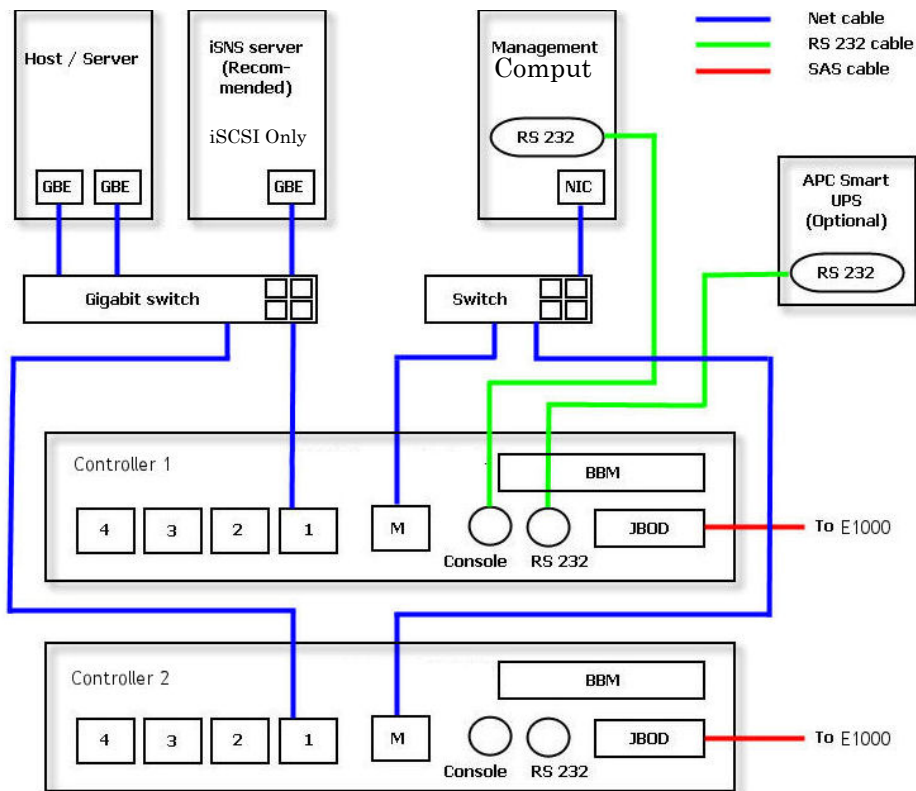 Host / Server
GBE
GBE
iSNS server
(Recom-
mended)
iSCSI Only
GBE
Management
Comput
RS 232
NIC
Net cable
RS 232 cable
SAS cable
APC Smart
UPS
(Optional)
RS 232
Gigabit switch
Switch
Controller 1
BBM
4
3
2
1
M
Console
RS 232
JBOD
To E1000
Controller 2
BBM
4
3
2
1
M
Console
RS 232
JBOD
To E1000